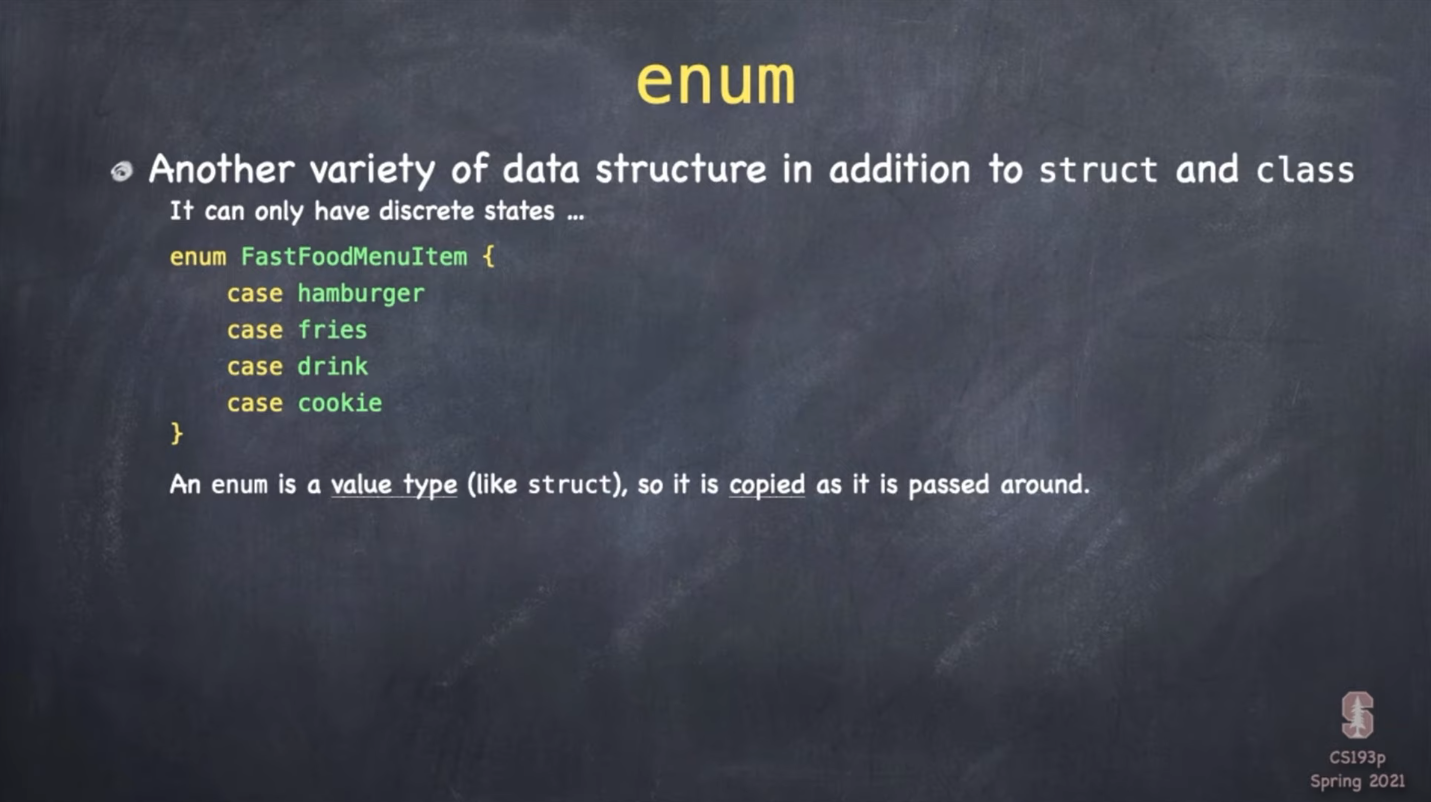 enum
Another variety of data structure in addition to struct and class
It can only have discrete states ...
enum FastFoodMenuItem {
    case hamburger
    case fries
    case drink
    case cookie
}
An enum is a value type (like struct), so it is copied as it is passed around.
S
CS193p
Spring 2021